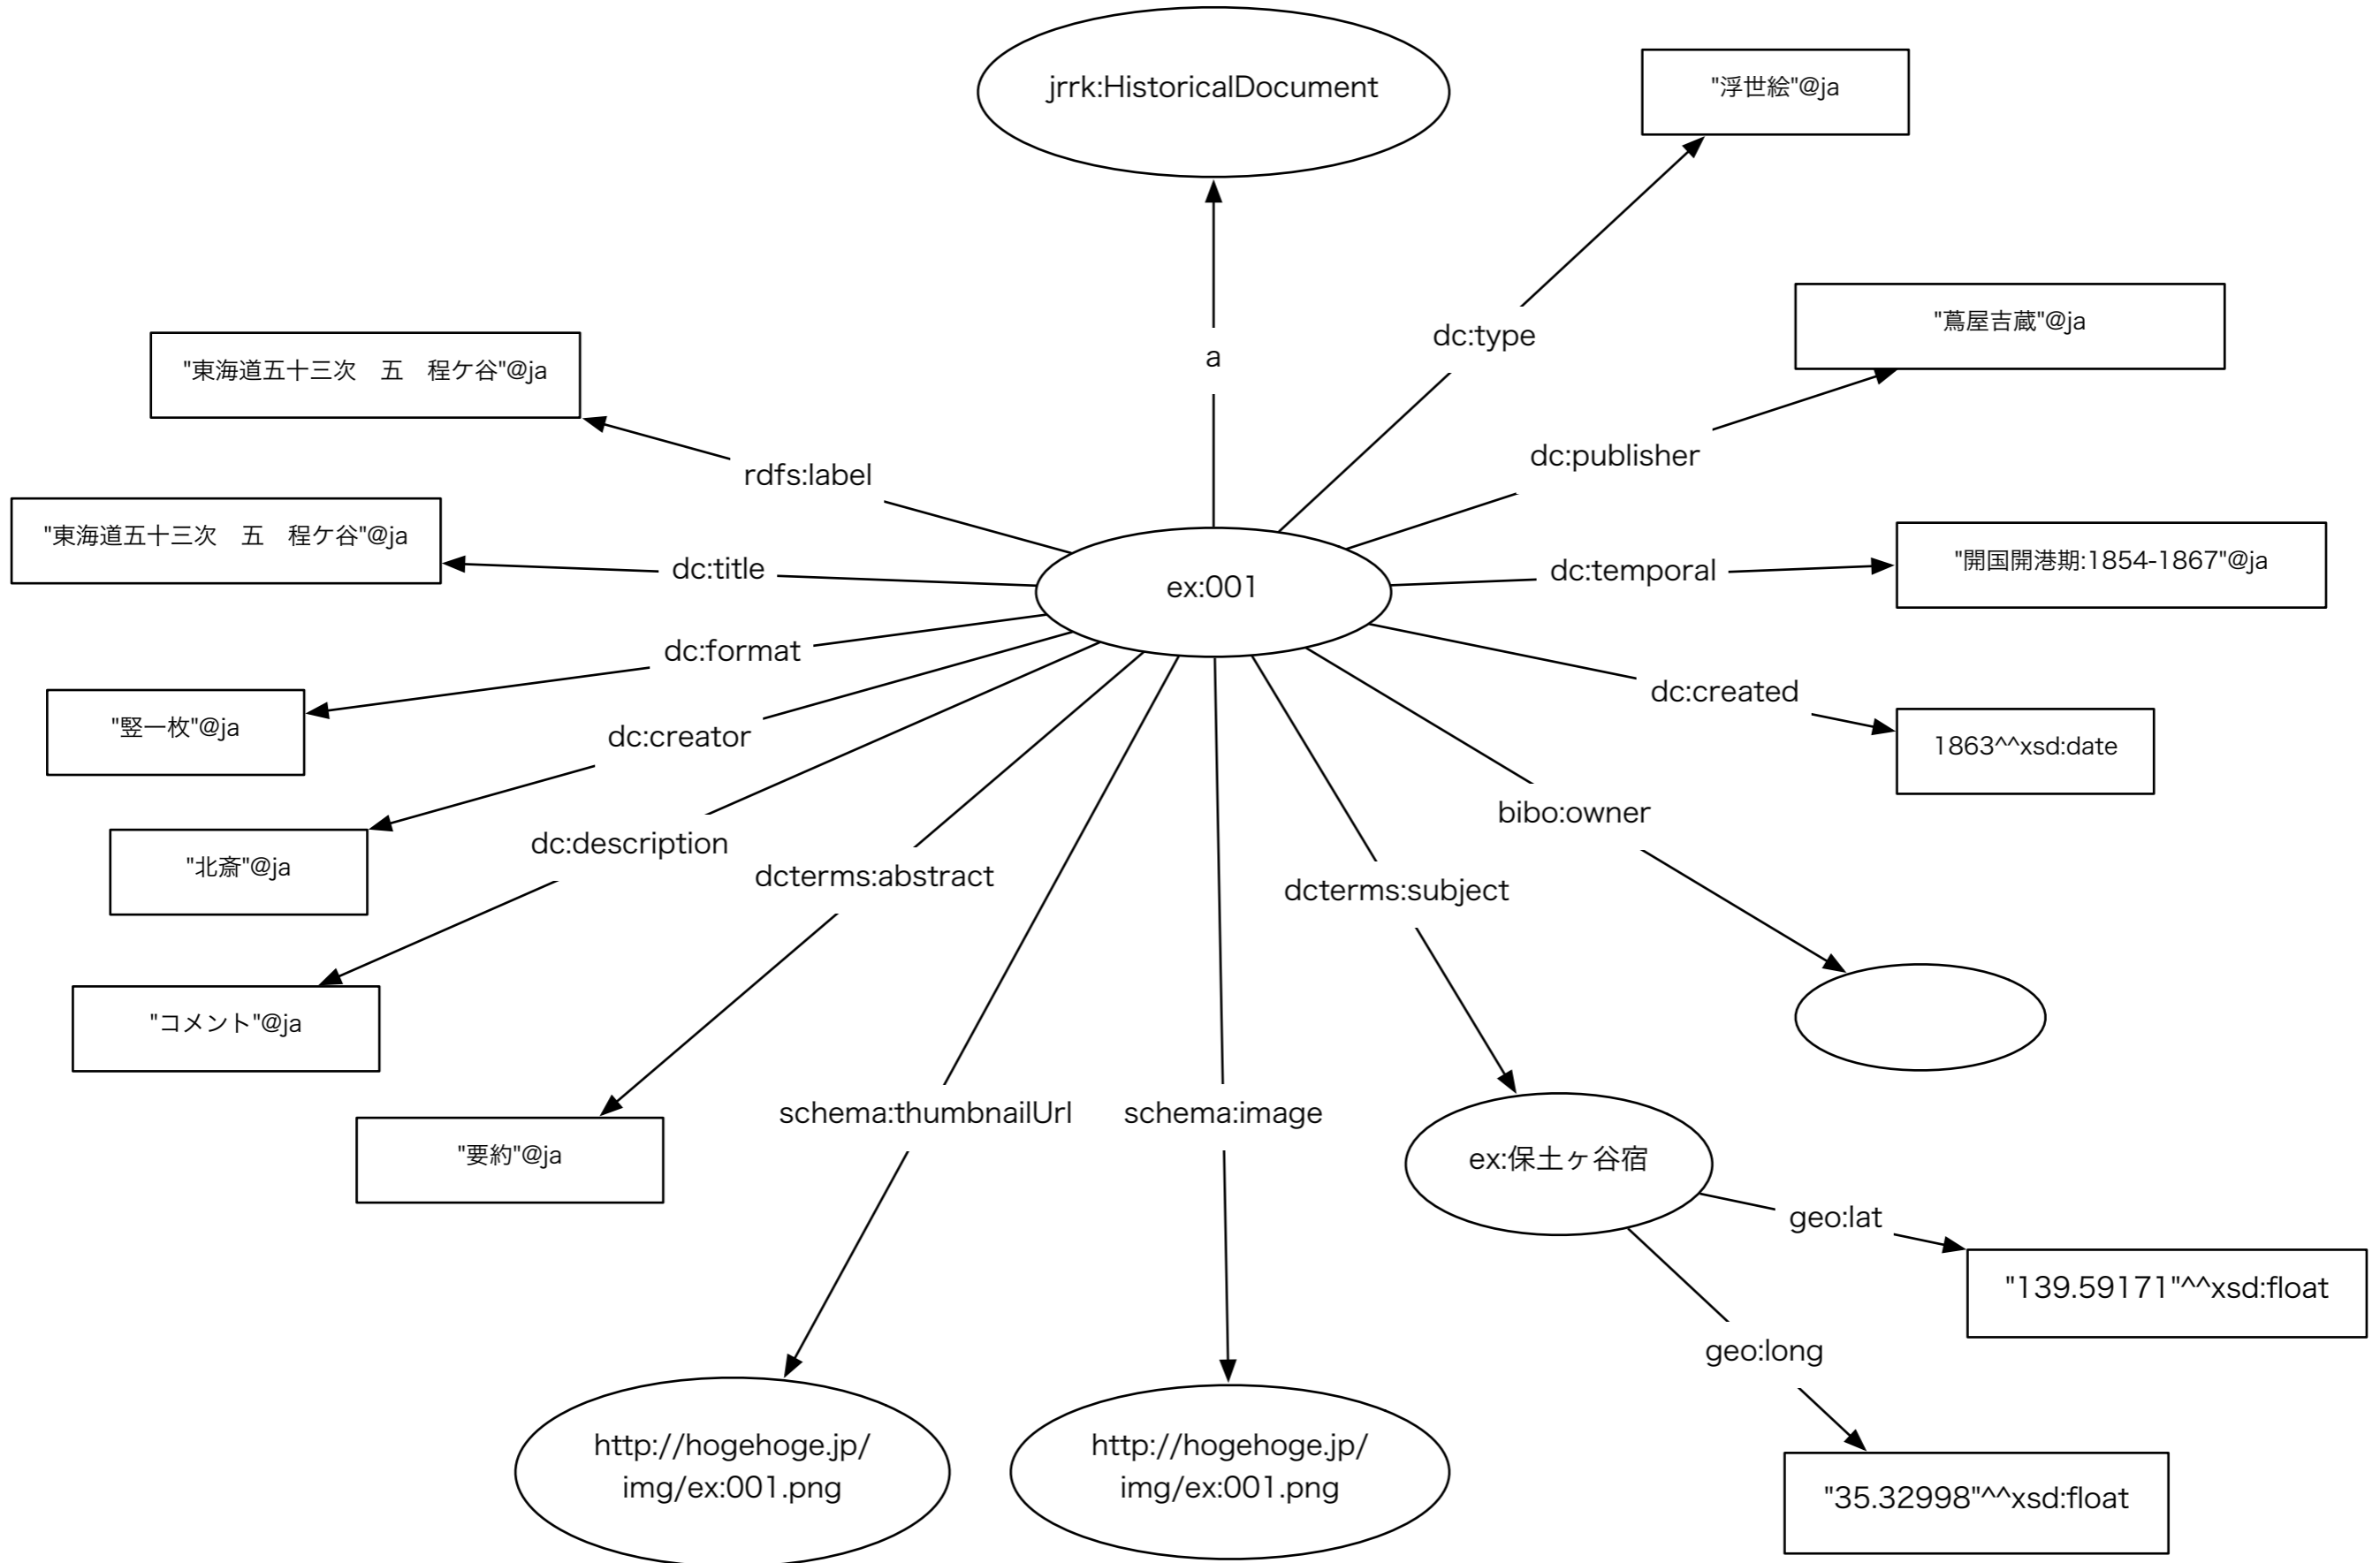 jrrk:HistoricalDocument
"浮世絵"@ja
"蔦屋吉蔵"@ja
dc:type
a
"東海道五十三次　五　程ケ谷"@ja
dc:publisher
rdfs:label
"東海道五十三次　五　程ケ谷"@ja
dc:title
ex:001
dc:temporal
"開国開港期:1854-1867"@ja
dc:format
dc:created
"竪一枚"@ja
dc:creator
1863^^xsd:date
bibo:owner
dc:description
"北斎"@ja
dcterms:abstract
dcterms:subject
"コメント"@ja
schema:thumbnailUrl
schema:image
"要約"@ja
ex:保土ヶ谷宿
geo:lat
"139.59171"^^xsd:float
geo:long
http://hogehoge.jp/
img/ex:001.png
http://hogehoge.jp/
img/ex:001.png
"35.32998"^^xsd:float